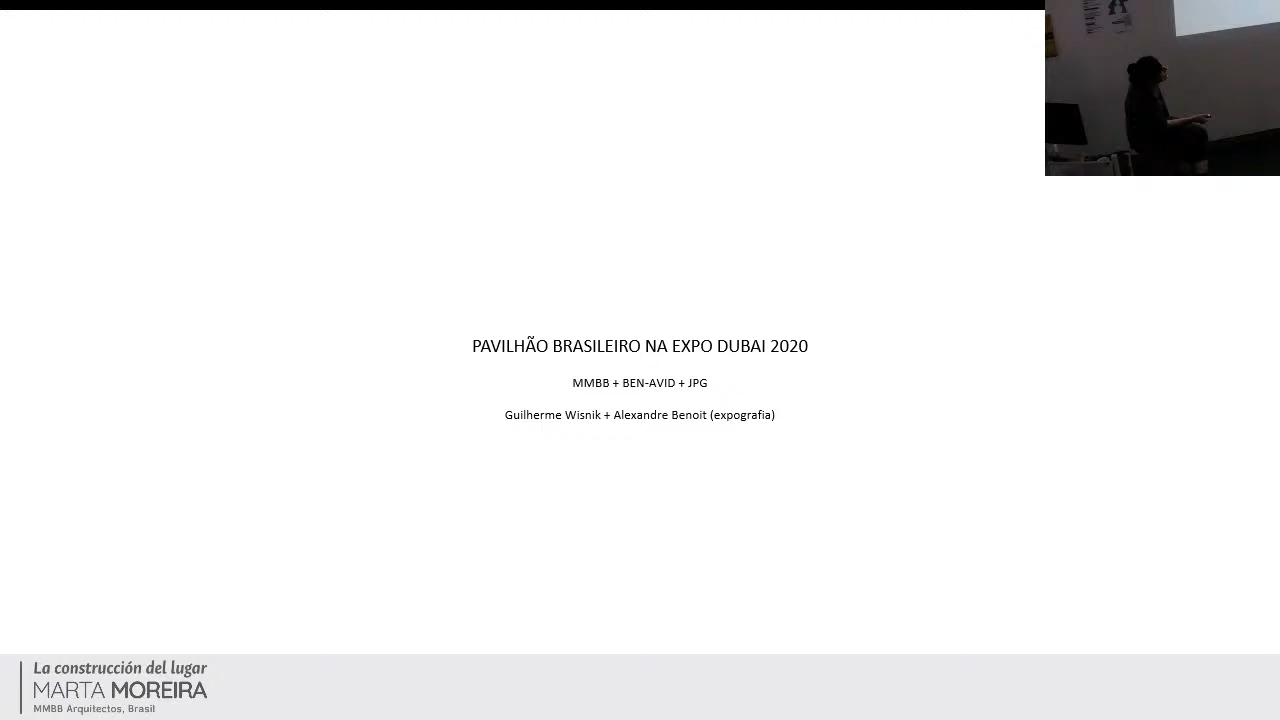 PAVILHÃO BRASILEIRO NA EXPO DUBAI 2020
MMBB + BEN-AVID + JPG
Guilherme Wisnik + Alexandre Benoit (expografia)
La construcción del lugar
MARTA MOREIRA
MMBB Arquitectos, Brasil